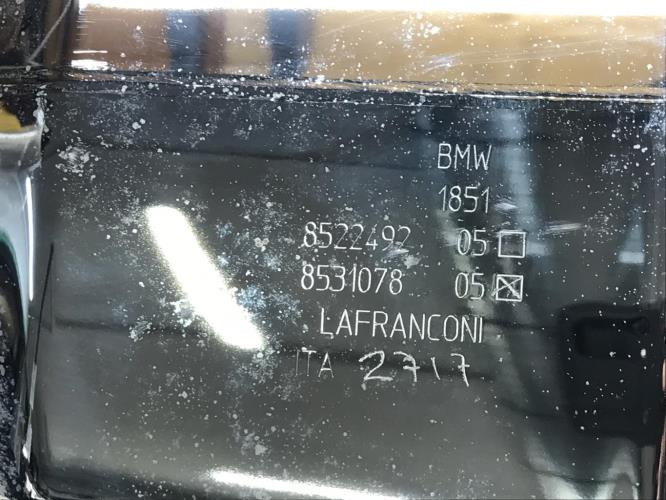 BMW
1851
8522492 05 ☐
8531078 05 ☒
LAFRANCONI
ITA 2717